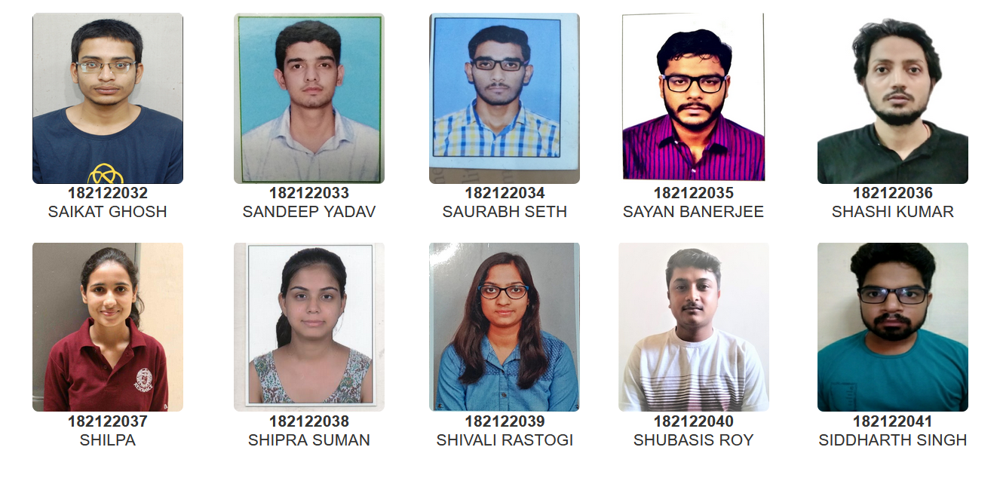 182122032
SAIKAT GHOSH
182122033
SANDEEP YADAV
182122034
SAURABH SETH
182122035
SAYAN BANERJEE
182122036
SHASHI KUMAR
182122037
SHILPA
182122038
SHIPRA SUMAN
182122039
SHIVALI RASTOGI
182122040
SHUBASIS ROY
182122041
SIDDHARTH SINGH